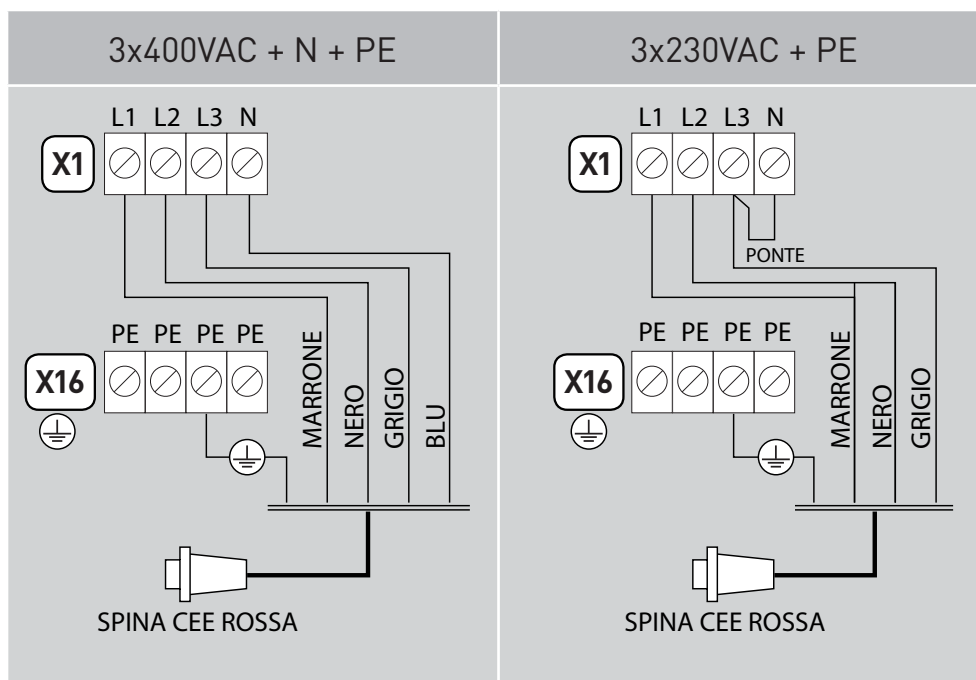 3x400VAC + N + PE
L1 L2 L3 N
X1
PE PE PE PE
X16
MARRONE
NERO
GRIGIO
BLU
SPINA CEE ROSSA
3x230VAC + PE
L1 L2 L3 N
X1
PONTE
PE PE PE PE
X16
MARRONE
NERO
GRIGIO
SPINA CEE ROSSA